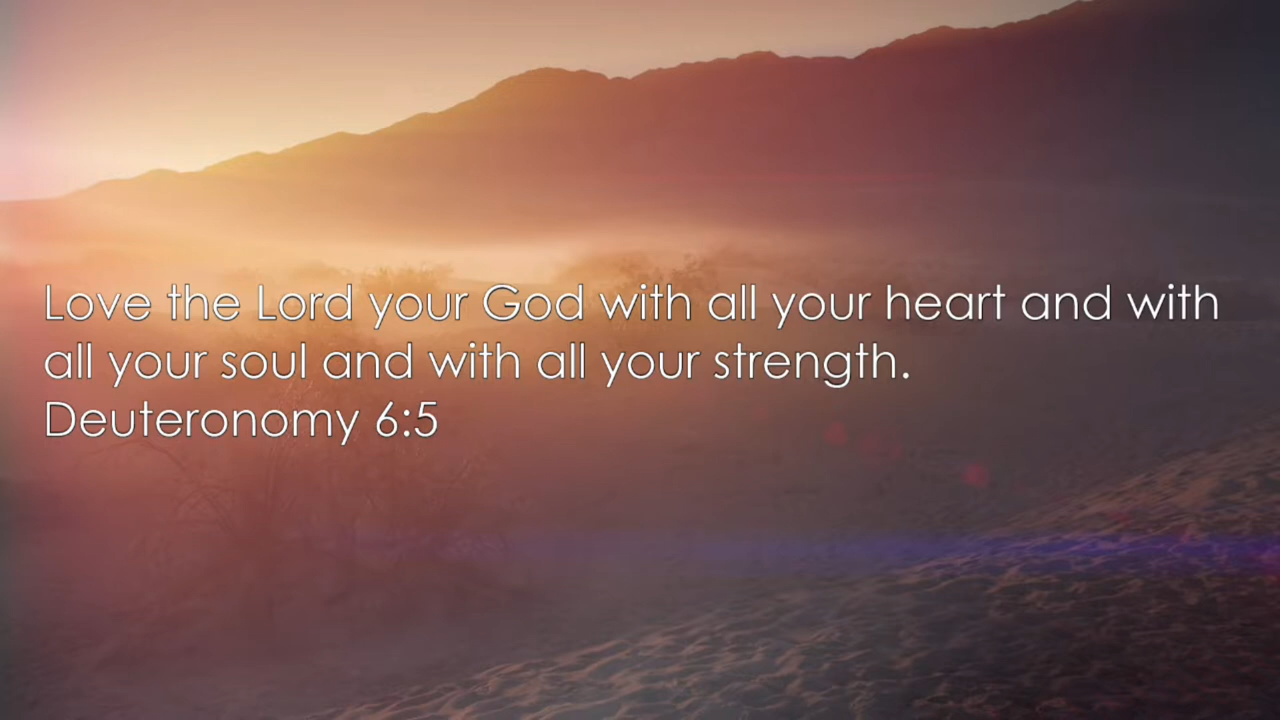 Love the Lord your God with all your heart and with
all your soul and with all your strength.
Deuteronomy 6:5